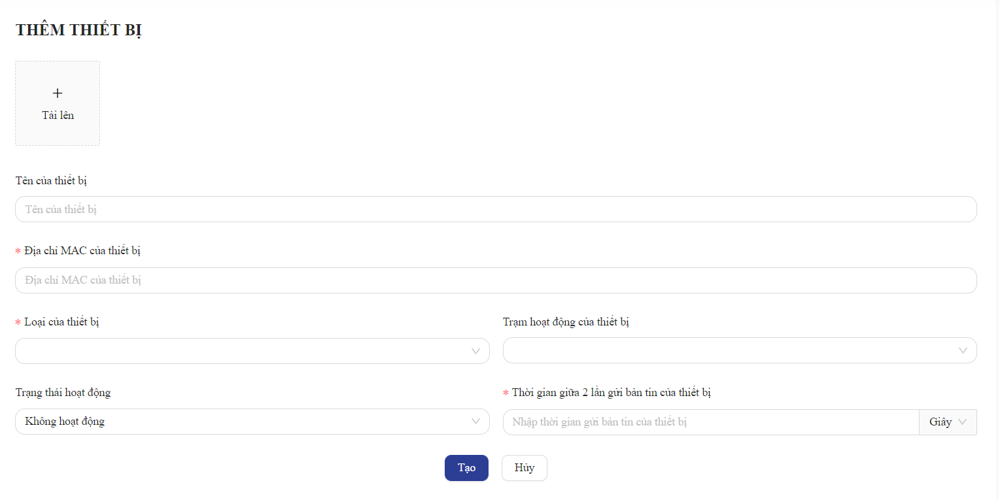 THÊM THIẾT BỊ
+
Tải lên
Tên của thiết bị
Tên của thiết bị
* Địa chỉ MAC của thiết bị
Địa chỉ MAC của thiết bị
* Loại của thiết bị
Trạm hoạt động của thiết bị
Trạng thái hoạt động
* Thời gian giữa 2 lần gửi bản tin của thiết bị
Không hoạt động
Nhập thời gian gửi bản tin của thiết bị
Giây
Tạo
Hủy